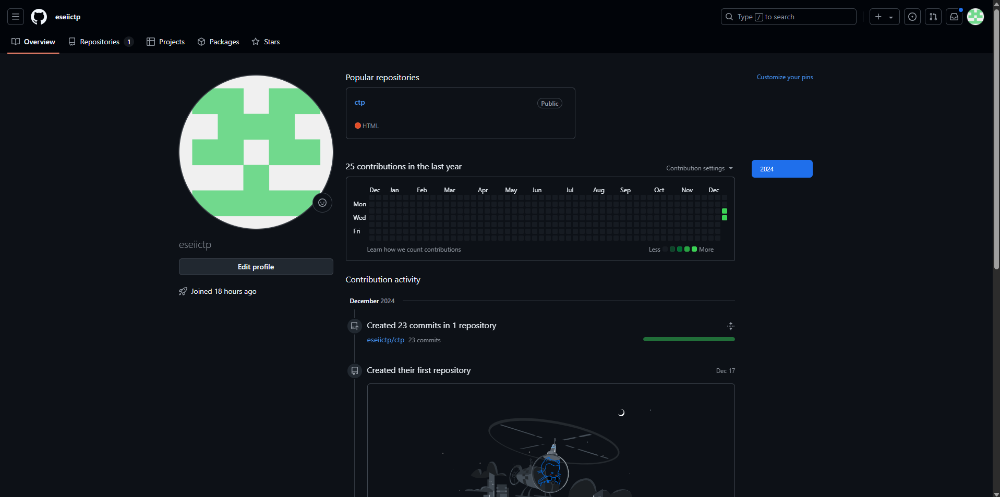 eseiictp
Type / to search
Overview
Repositories 1
Projects
Packages
Stars
Popular repositories
Customize your pins
ctp
Public
HTML
25 contributions in the last year
Contribution settings
2024
Dec Jan Feb Mar Apr May Jun Jul Aug Sep Oct Nov Dec
Mon
Wed
Fri
Learn how we count contributions
Less
More
eseiictp
Edit profile
Joined 18 hours ago
Contribution activity
December 2024
Created 23 commits in 1 repository
eseiictp/ctp 23 commits
Created their first repository
Dec 17